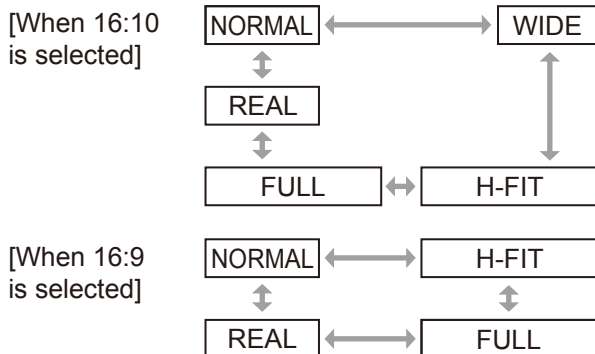 [When 16:10
is selected]
NORMAL
WIDE
REAL
FULL
H-FIT
[When 16:9
is selected]
NORMAL
H-FIT
REAL
FULL